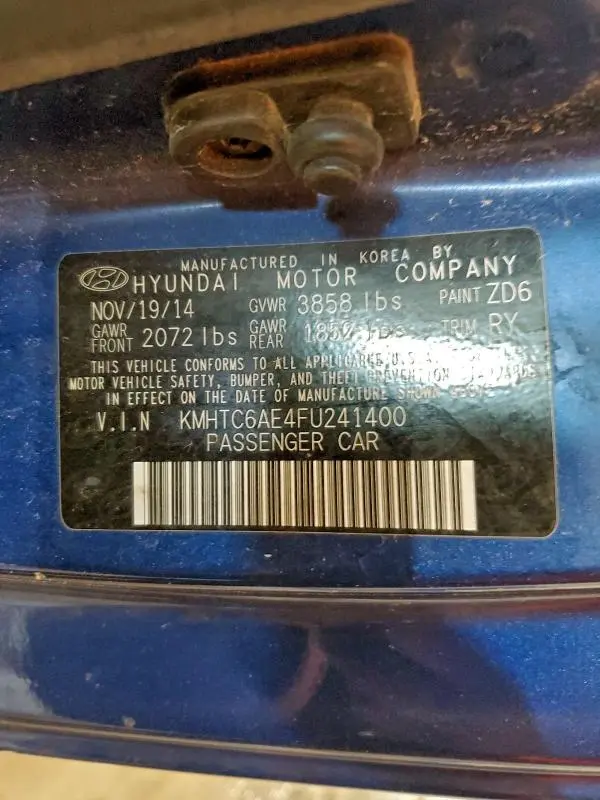 MANUFACTURED IN KOREA BY
HYUNDAI MOTOR COMPANY
NOV/19/14 GVWR 3858 lbs PAINT ZD6
GAWR FRONT 2072 lbs GAWR REAR TRIM RY
THIS VEHICLE CONFORMS TO ALL APPLICABLE U.S.
MOTOR VEHICLE SAFETY, BUMPER, AND THEFT PREVENTION
IN EFFECT ON THE DATE OF MANUFACTURE SHOWN
V.I.N KMHTC6AE4FU241400
PASSENGER CAR